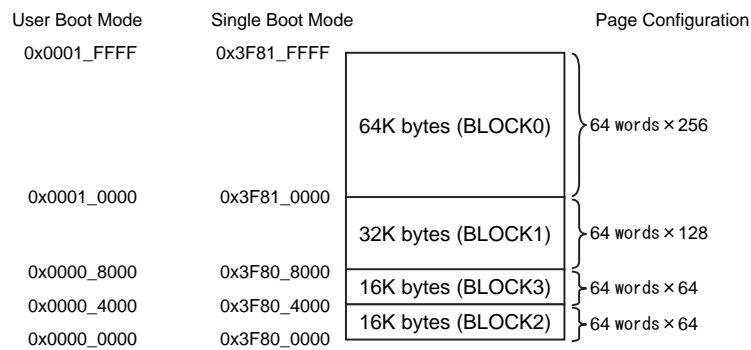 User Boot Mode Single Boot Mode Page Configuration
0x0001_FFFF 0x3F81_FFFF
64K bytes (BLOCK0) 64 words×256
0x0001_0000 0x3F81_0000
32K bytes (BLOCK1) 64 words×128
0x0000_8000 0x3F80_8000
16K bytes (BLOCK3) 64 words×64
0x0000_4000 0x3F80_4000
16K bytes (BLOCK2) 64 words×64
0x0000_0000 0x3F80_0000